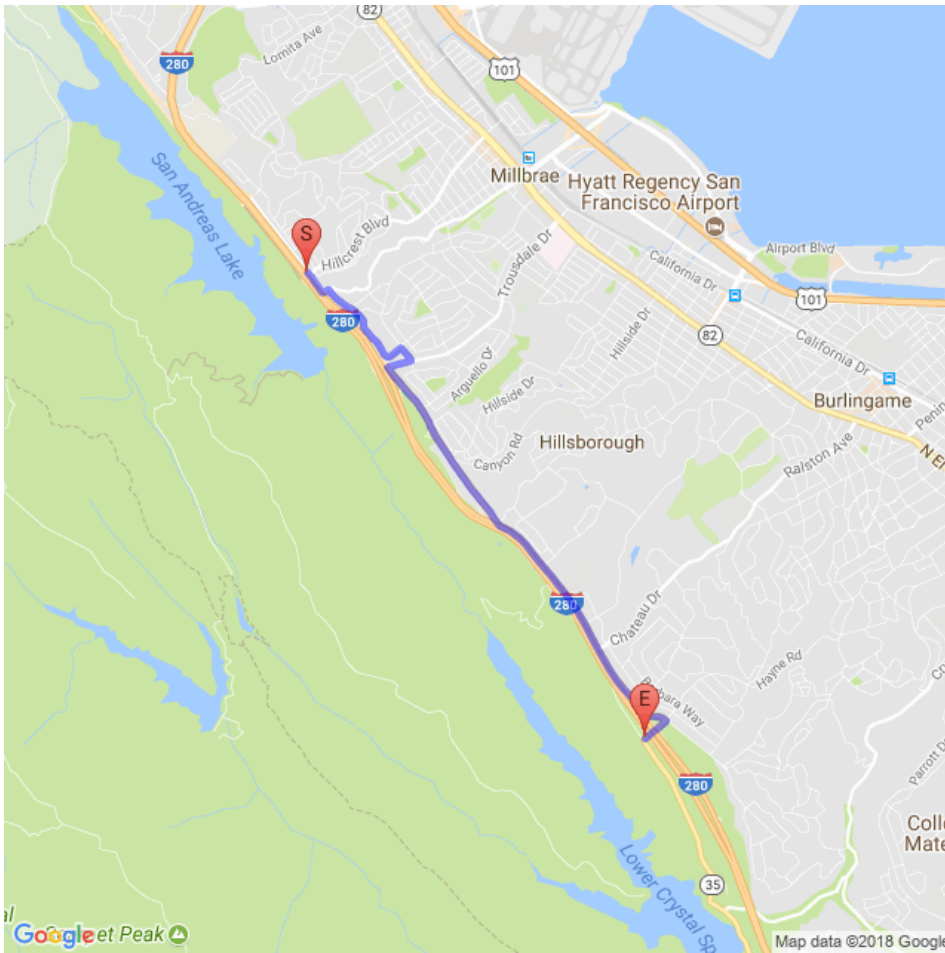 82
Lomita Ave
280
101
San Andreas Lake
Millbrae
Hyatt Regency San
Francisco Airport
S
Hillcrest Blvd
Trousdale Dr
California Dr
Airport Blvd
101
280
Hillside Dr
82
California Dr
Arguello Dr
Hillside Dr
Burlingame
Canyon Rd
Hillsborough
Ralston Ave
280
Chateau Dr
Hayne Rd
Barbara Way
E
280
Lower Crystal Sp
35
Google
Map data ©2018 Google